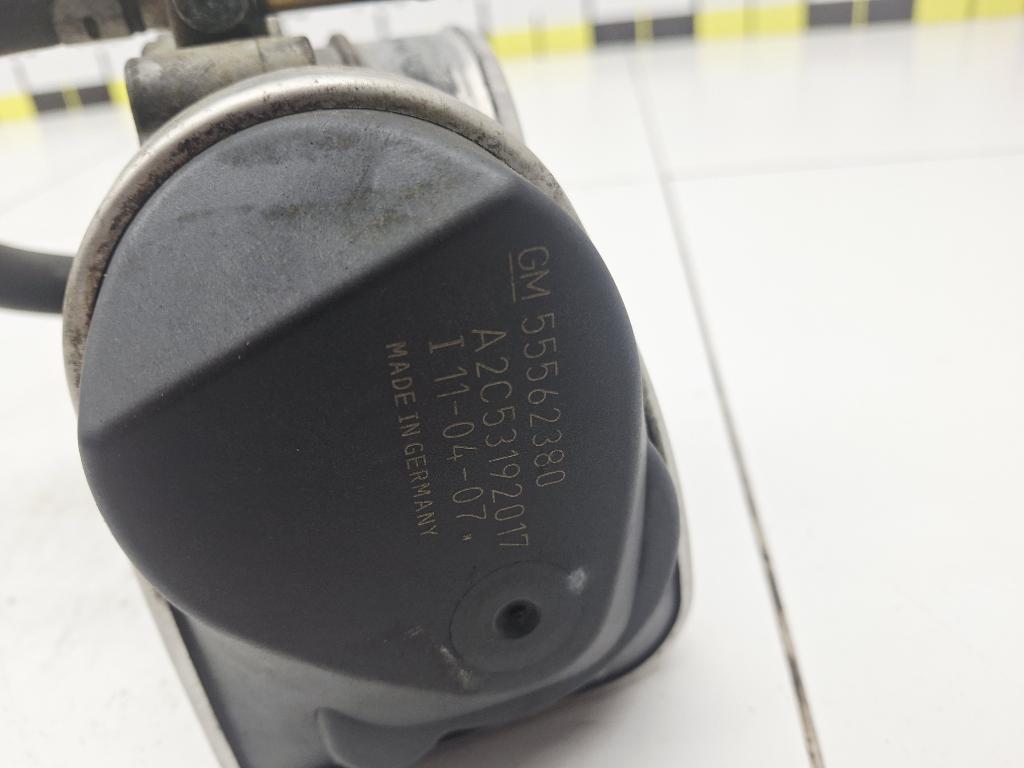 GM 55562380
A2C53192017
I 11-04-07*
MADE IN GERMANY